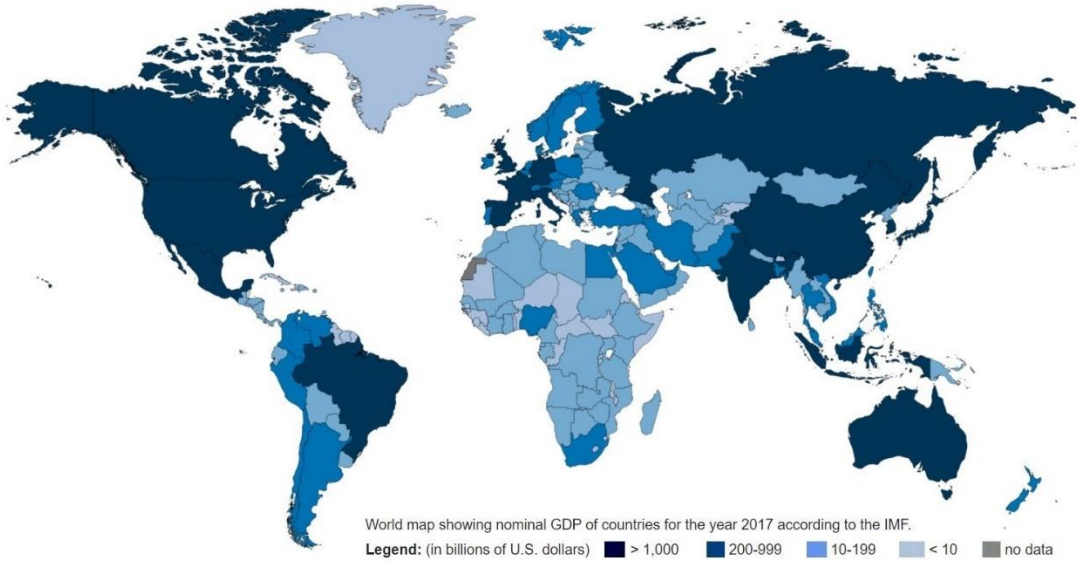 World map showing nominal GDP of countries for the year 2017 according to the IMF.
Legend: (in billions of U.S. dollars) > 1,000 200-999 10-199 < 10 no data